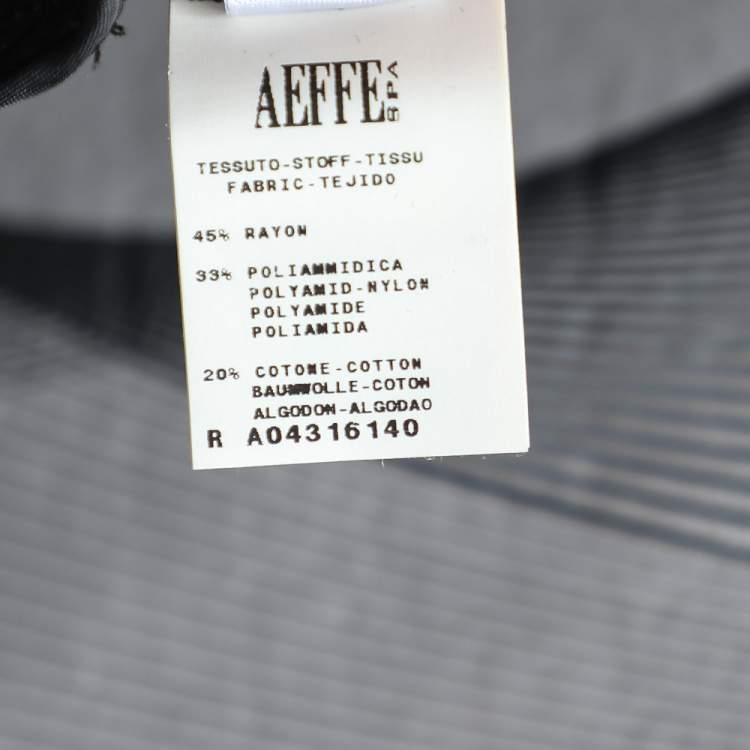 AEFFE SPA
TESSUTO-STOFF-TISSU
FABRIC-TEJIDO
45% RAYON
33% POLIAMMIDICA
POLYAMID-NYLON
POLYAMIDE
POLIAMIDA
20% COTONE-COTTON
BAUMWOLLE-COTON
ALGODON-ALGODAO
R A04316140